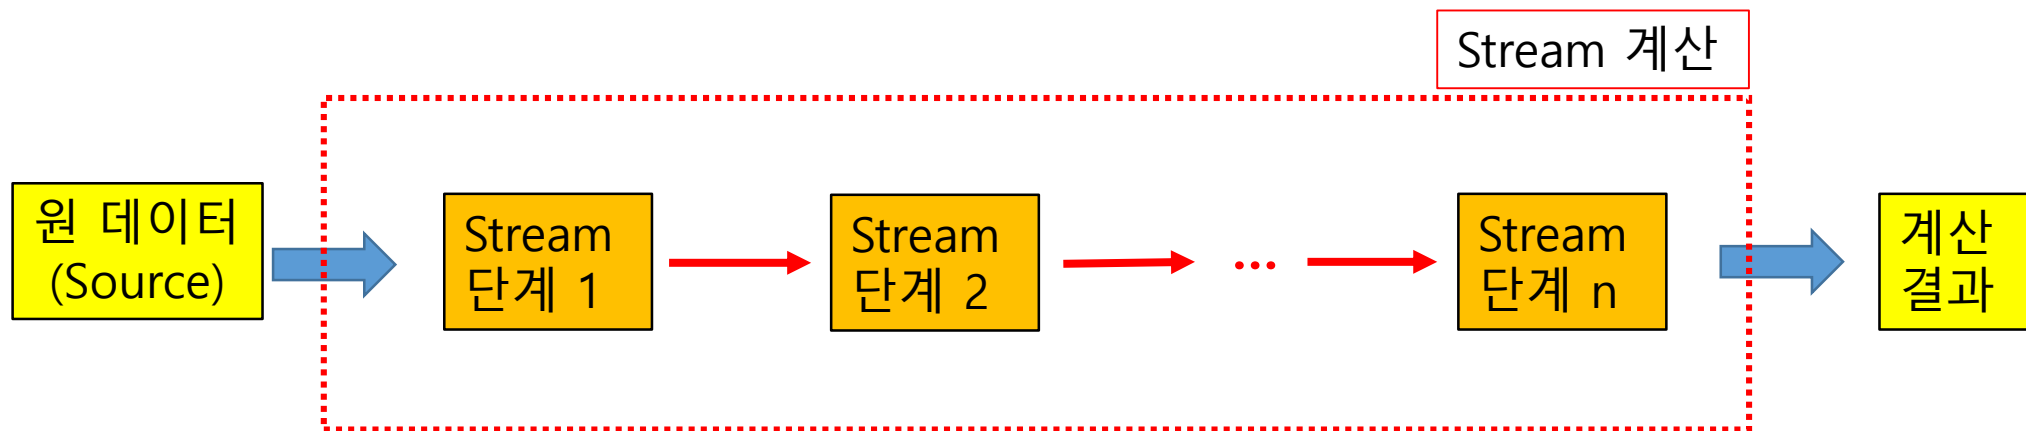 Stream 계산
원 데이터
(Source)
Stream
단계 1
Stream
단계 2
...
Stream
단계 n
계산
결과